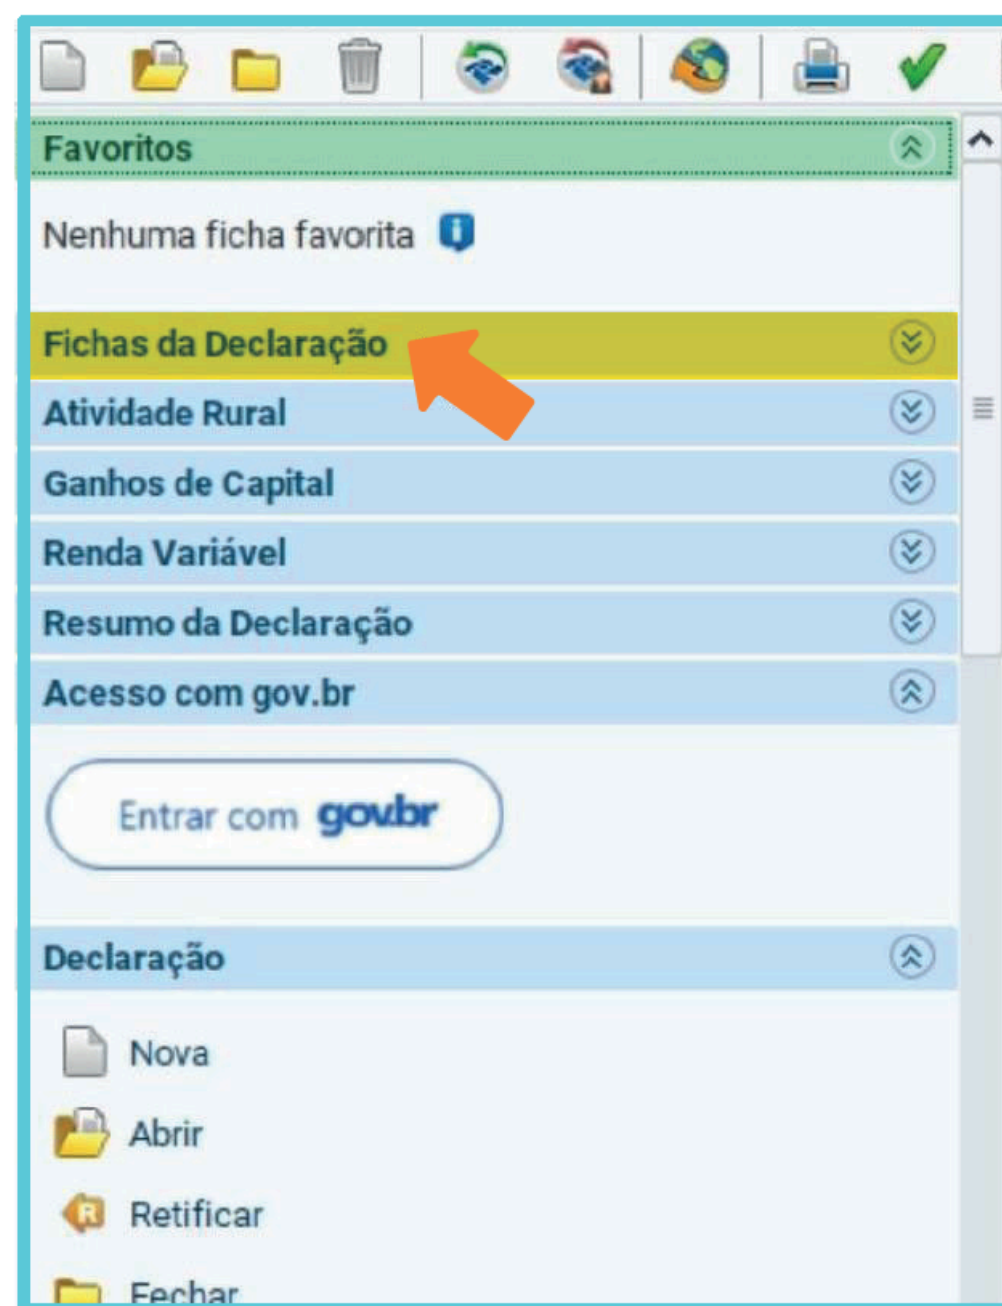 Favoritos
Nenhuma ficha favorita
Fichas da Declaração
Atividade Rural
Ganhos de Capital
Renda Variável
Resumo da Declaração
Acesso com gov.br
Entrar com gov.br
Declaração
Nova
Abrir
Retificar
Fechar